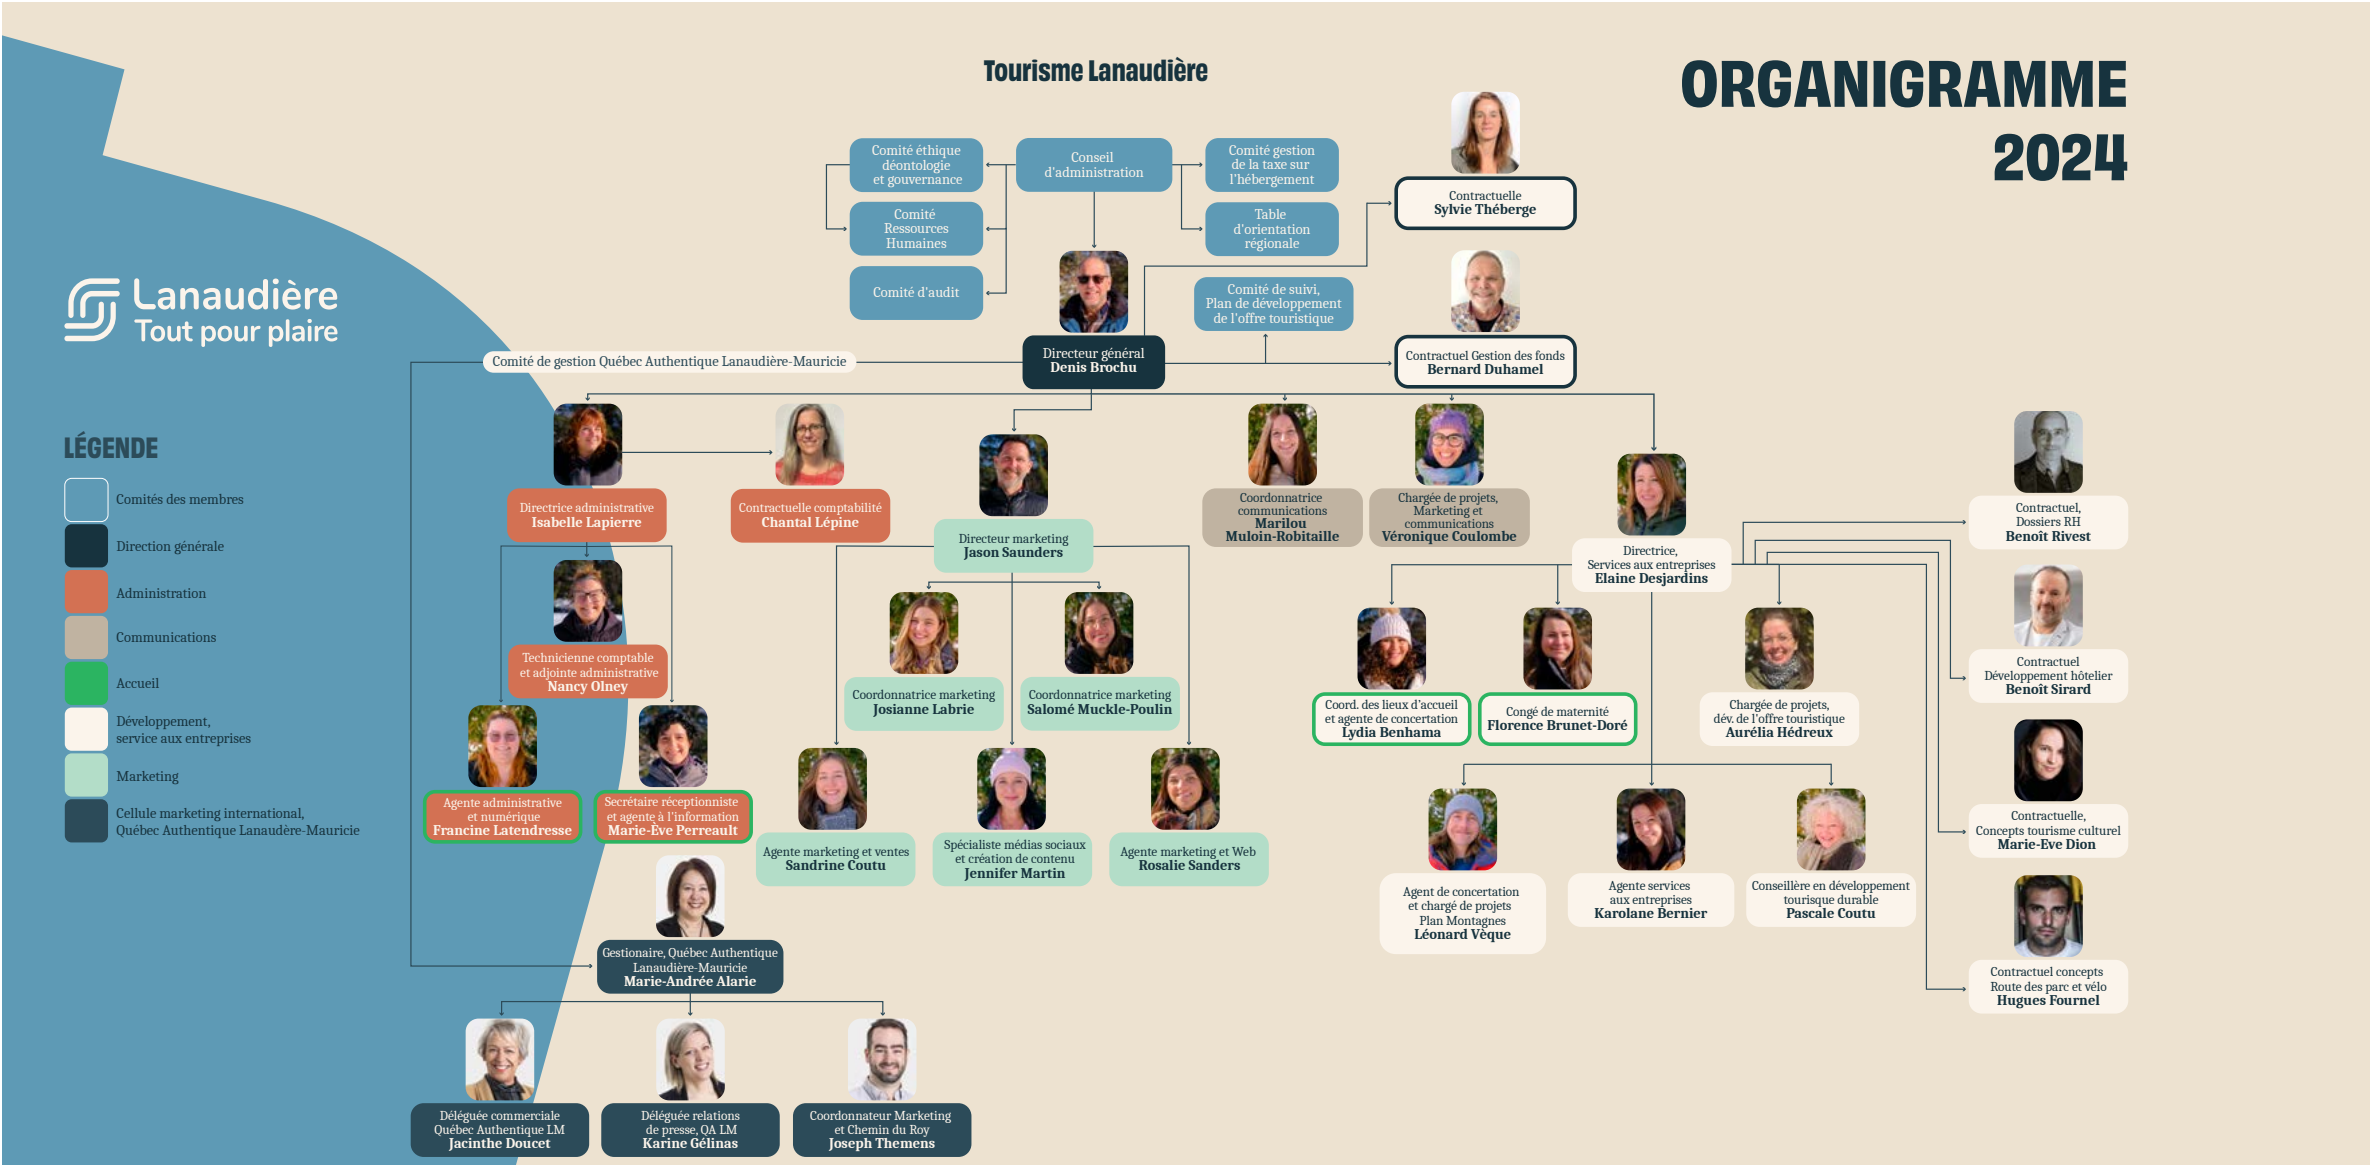 Tourisme Lanaudière
ORGANIGRAMME
2024
Lanaudière
Tout pour plaire
LÉGENDE
Comités des membres
Direction générale
Administration
Communications
Accueil
Développement,
service aux entreprises
Marketing
Cellule marketing international,
Québec Authentique Lanaudère-Mauricie
Comité éthique
déontologie
et gouvernance
Conseil
d'administration
Comité gestion
de la taxe sur
l'hébergement
Comité
Ressources
Humaines
Table
d'orientation
régionale
Comité d'audit
Comité de suivi,
Plan de développement
de l'offre touristique
Contractuelle
Sylvie Théberge
Contractuel Gestion des fonds
Bernard Duhamel
Directeur général
Denis Brochu
Comité de gestion Québec Authentique Lanaudière-Mauricie
Directrice administrative
Isabelle Lapierre
Contractuelle comptabilité
Chantal Lépine
Directeur marketing
Jason Saunders
Coordonnatrice
communications
Marilou
Muloin-Robitaille
Chargée de projets,
Marketing et
communications
Véronique Coulombe
Directrice,
Services aux entreprises
Elaine Desjardins
Contractuel,
Dossiers RH
Benoît Rivest
Technicienne comptable
et adjointe administrative
Nancy Olney
Coordonnatrice marketing
Josianne Labrie
Coordonnatrice marketing
Salomé Muckle-Poulin
Coord. des lieux d'accueil
et agente de concertation
Lydia Benhama
Congé de maternité
Florence Brunet-Doré
Chargée de projets,
dév. de l'offre touristique
Aurélia Hédreux
Contractuel
Développement hôtelier
Benoît Sirard
Agente administrative
et numérique
Francine Latendresse
Secrétaire réceptionniste
et agente à l'information
Marie-Ève Perreault
Agente marketing et ventes
Sandrine Coutu
Spécialiste médias sociaux
et création de contenu
Jennifer Martin
Agente marketing et Web
Rosalie Sanders
Agent de concertation
et chargé de projets
Plan Montagnes
Léonard Vèque
Agente services
aux entreprises
Karolane Bernier
Conseillère en développement
tourisque durable
Pascale Coutu
Contractuelle,
Concepts tourisme culturel
Marie-Eve Dion
Contractuel concepts
Route des parc et vélo
Hugues Fournel
Gestionaire, Québec Authentique
Lanaudière-Mauricie
Marie-Andrée Alarie
Déléguée commerciale
Québec Authentique LM
Jacinthe Doucet
Déléguée relations
de presse, QA LM
Karine Gélinas
Coordonnateur Marketing
et Chemin du Roy
Joseph Themens